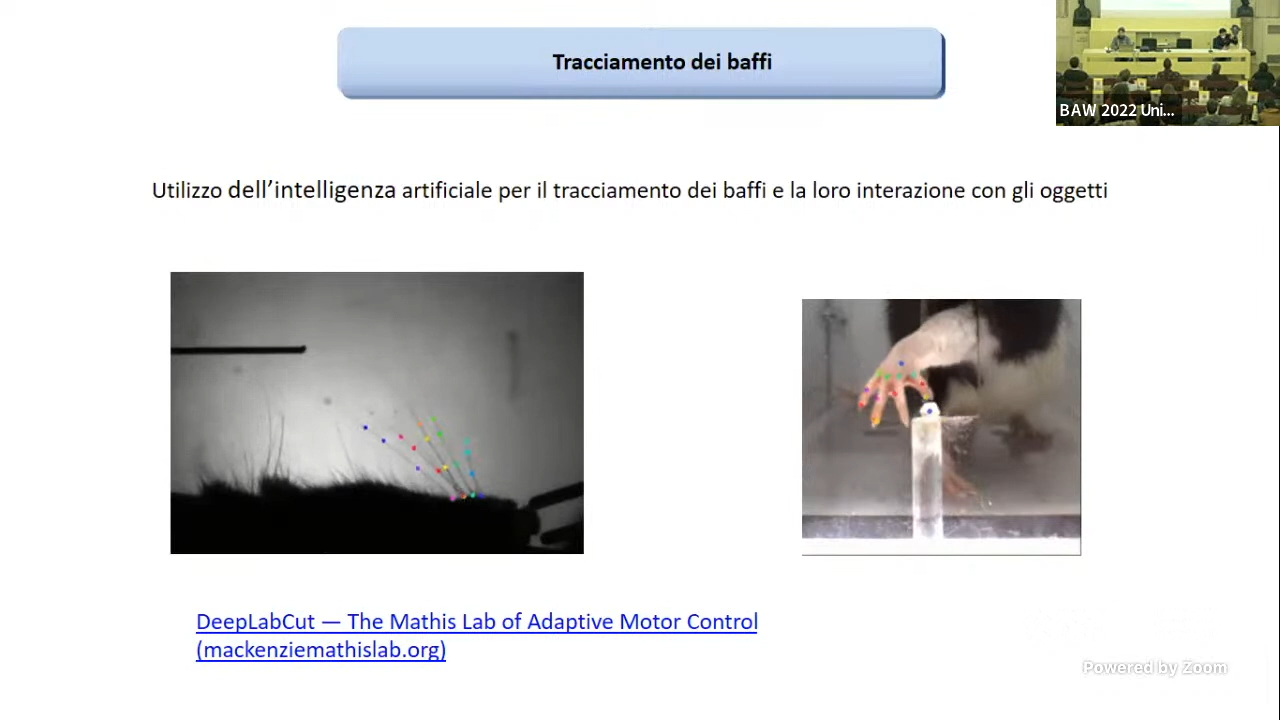 Tracciamento dei baffi
BAW 2022 Uni...
Utilizzo dell’intelligenza artificiale per il tracciamento dei baffi e la loro interazione con gli oggetti
DeepLabCut — The Mathis Lab of Adaptive Motor Control
(mackenziemathislab.org)
Powered by Zoom